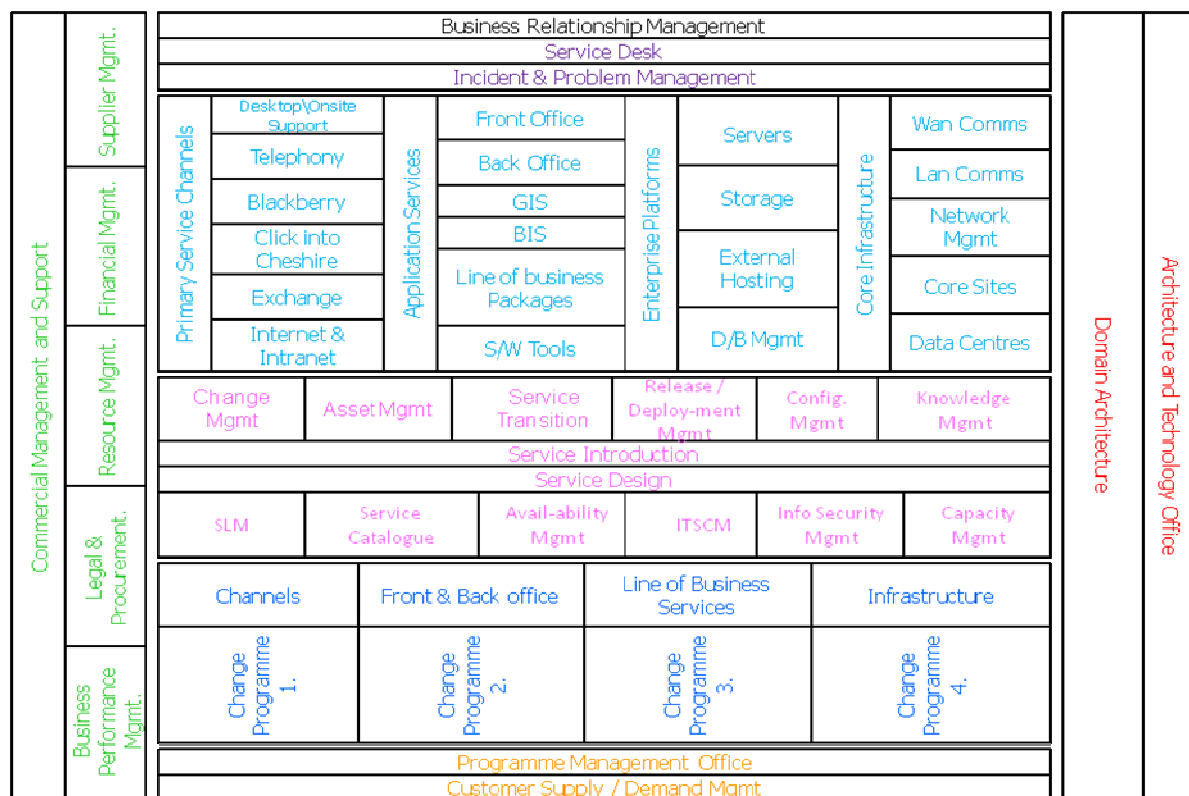 Commercial Management and Support
Supplier Mgmt.
Financial Mgmt.
Resource Mgmt.
Legal &
Procurement.
Business
Performance
Mgmt.
Business Relationship Management
Service Desk
Incident & Problem Management
Primary Service Channels
Desktop\Onsite
Support
Telephony
Blackberry
Click into
Cheshire
Exchange
Internet &
Intranet
Application Services
Front Office
Back Office
GIS
BIS
Line of business
Packages
S/W Tools
Enterprise Platforms
Servers
Storage
External
Hosting
D/B Mgmt
Core Infrastructure
Wan Comms
Lan Comms
Network
Mgmt
Core Sites
Data Centres
Change
Mgmt
Asset Mgmt
Service
Transition
Release /
Deploy-ment
Mgmt
Config.
Mgmt
Knowledge
Mgmt
Service Introduction
Service Design
SLM
Service
Catalogue
Avail-ability
Mgmt
ITSCM
Info Security
Mgmt
Capacity
Mgmt
Channels
Front & Back office
Line of Business
Services
Infrastructure
Change
Programme
1.
Change
Programme
2.
Change
Programme
3.
Change
Programme
4.
Programme Management Office
Customer Supply / Demand Mgmt
Domain Architecture
Architecture and Technology Office